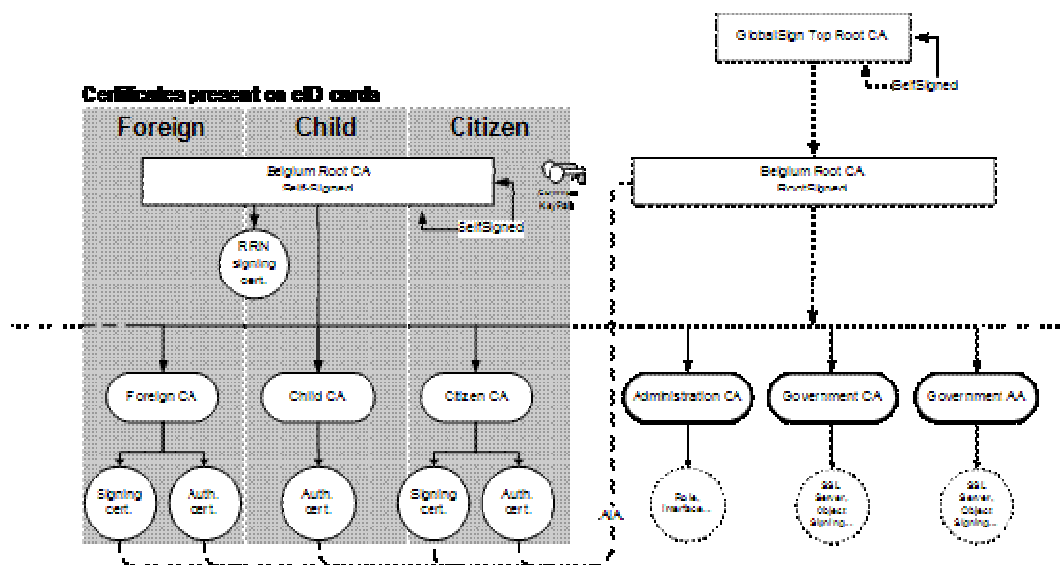 GlobalSign Top Root CA
SelfSigned
Certificates present on eID cards
Foreign
Child
Citizen
Belgium Root CA
Self-Signed
SelfSigned
Common
KeyPair
Belgium Root CA
RootSigned
RRN
signing
cert.
Foreign CA
Child CA
Citizen CA
Administration CA
Government CA
Government AA
Signing
cert.
Auth.
cert.
Auth.
cert.
Signing
cert.
Auth.
cert.
AIA
Role,
Interface...
SSL
Server,
Object
Signing...
SSL
Server,
Object
Signing...